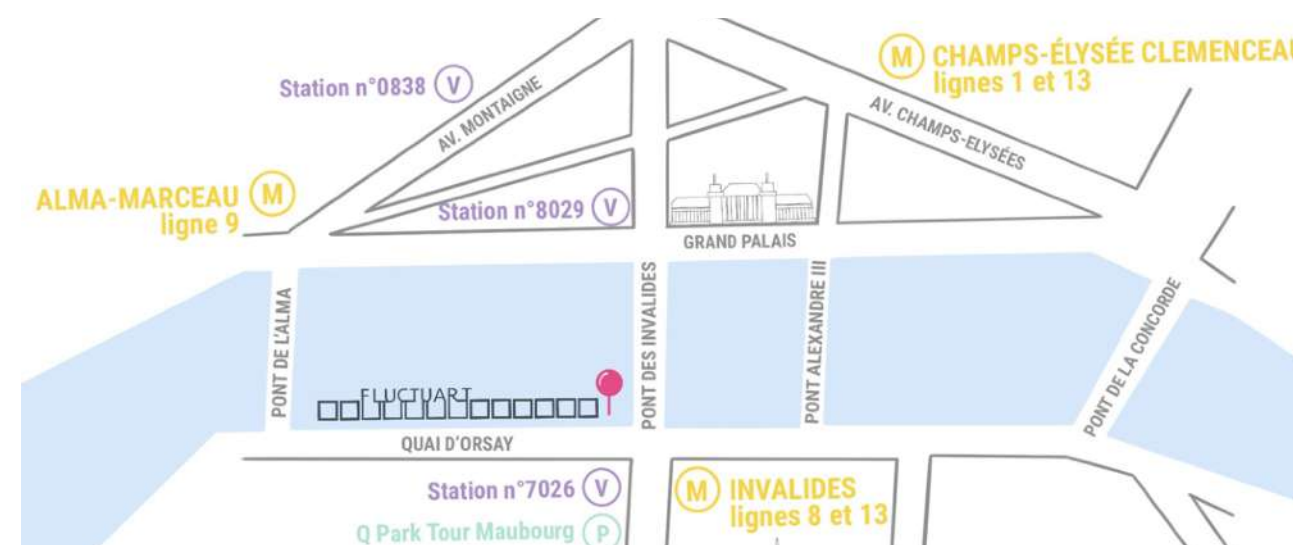 M CHAMPS-ÉLYSÉE CLEMENCEAU
lignes 1 et 13
Station n°0838 V
AV. MONTAIGNE
AV. CHAMPS-ELYSÉES
ALMA-MARCEAU M
ligne 9
Station n°8029 V
GRAND PALAIS
PONT DE L'ALMA
PONT DES INVALIDES
PONT ALEXANDRE III
PONT DE LA CONCORDE
FLUCTUART
QUAI D'ORSAY
Station n°7026 V
M INVALIDES
lignes 8 et 13
Q Park Tour Maubourg P